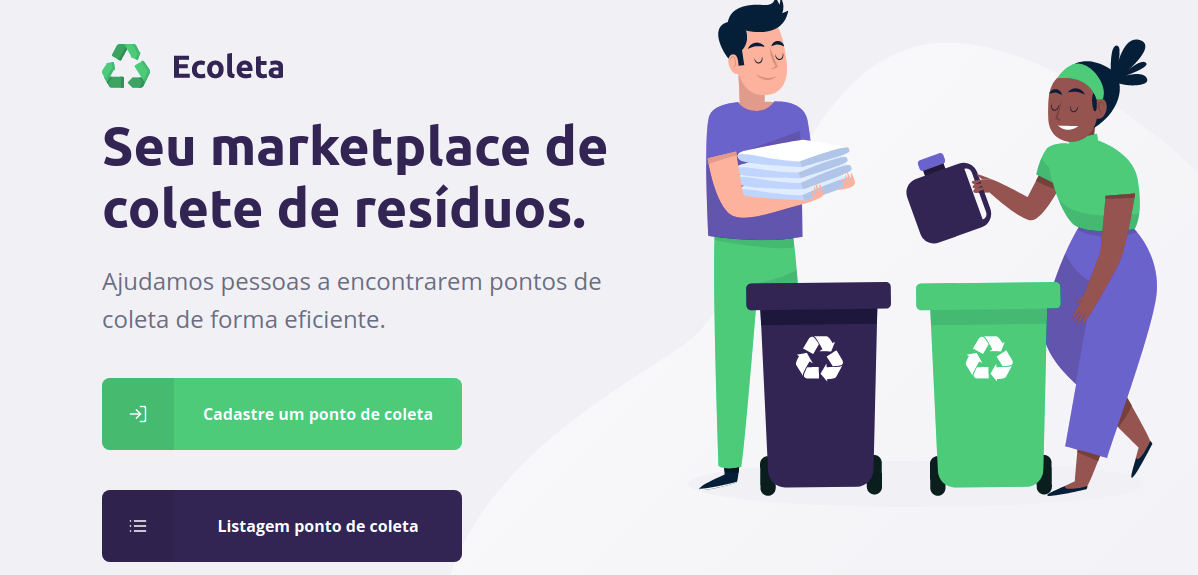 Ecoleta
Seu marketplace de
colete de resíduos.
Ajudamos pessoas a encontrarem pontos de
coleta de forma eficiente.
Cadastre um ponto de coleta
Listagem ponto de coleta